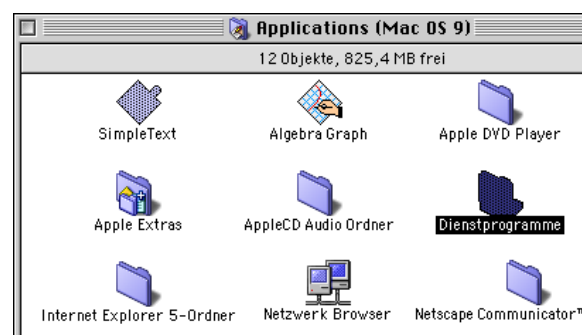 Applications (Mac OS 9)
12 Objekte, 825,4 MB frei
SimpleText
Algebra Graph
Apple DVD Player
Apple Extras
AppleCD Audio Ordner
Dienstprogramme
Internet Explorer 5-Ordner
Netzwerk Browser
Netscape Communicator™